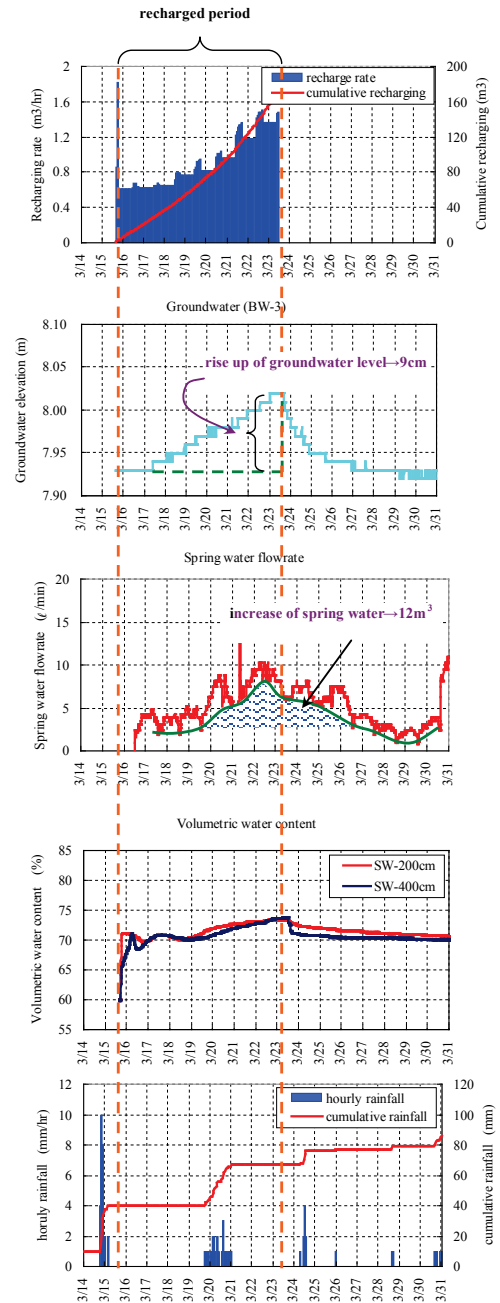 recharged period
Recharging rate (m3/hr)
2
1.6
1.2
0.8
0.4
0
recharge rate
cumulative recharging
200
160
120
80
40
0
Cumulative recharging (m3)
3/14 3/15 3/16 3/17 3/18 3/19 3/20 3/21 3/22 3/23 3/24 3/25 3/26 3/27 3/28 3/29 3/30 3/31
Groundwater (BW-3)
Groundwater elevation (m)
8.10
8.05
8.00
7.95
7.90
rise up of groundwater level→9cm
3/14 3/15 3/16 3/17 3/18 3/19 3/20 3/21 3/22 3/23 3/24 3/25 3/26 3/27 3/28 3/29 3/30 3/31
Spring water flowrate
Spring water flowrate (ℓ/min)
20
15
10
5
0
increase of spring water→12m³
3/14 3/15 3/16 3/17 3/18 3/19 3/20 3/21 3/22 3/23 3/24 3/25 3/26 3/27 3/28 3/29 3/30 3/31
Volumetric water content
Volumetric water content (%)
85
80
75
70
65
60
55
SW-200cm
SW-400cm
3/14 3/15 3/16 3/17 3/18 3/19 3/20 3/21 3/22 3/23 3/24 3/25 3/26 3/27 3/28 3/29 3/30 3/31
horuly rainfall (mm/hr)
12
10
8
6
4
2
0
hourly rainfall
cumulative rainfall
120
100
80
60
40
20
0
cumulative rainfall (mm)
3/14 3/15 3/16 3/17 3/18 3/19 3/20 3/21 3/22 3/23 3/24 3/25 3/26 3/27 3/28 3/29 3/30 3/31